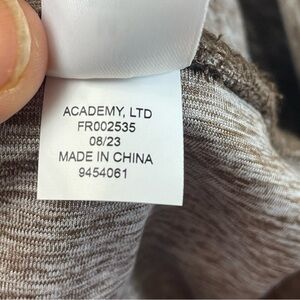 ACADEMY, LTD
FR002535
08/23
MADE IN CHINA
9454061